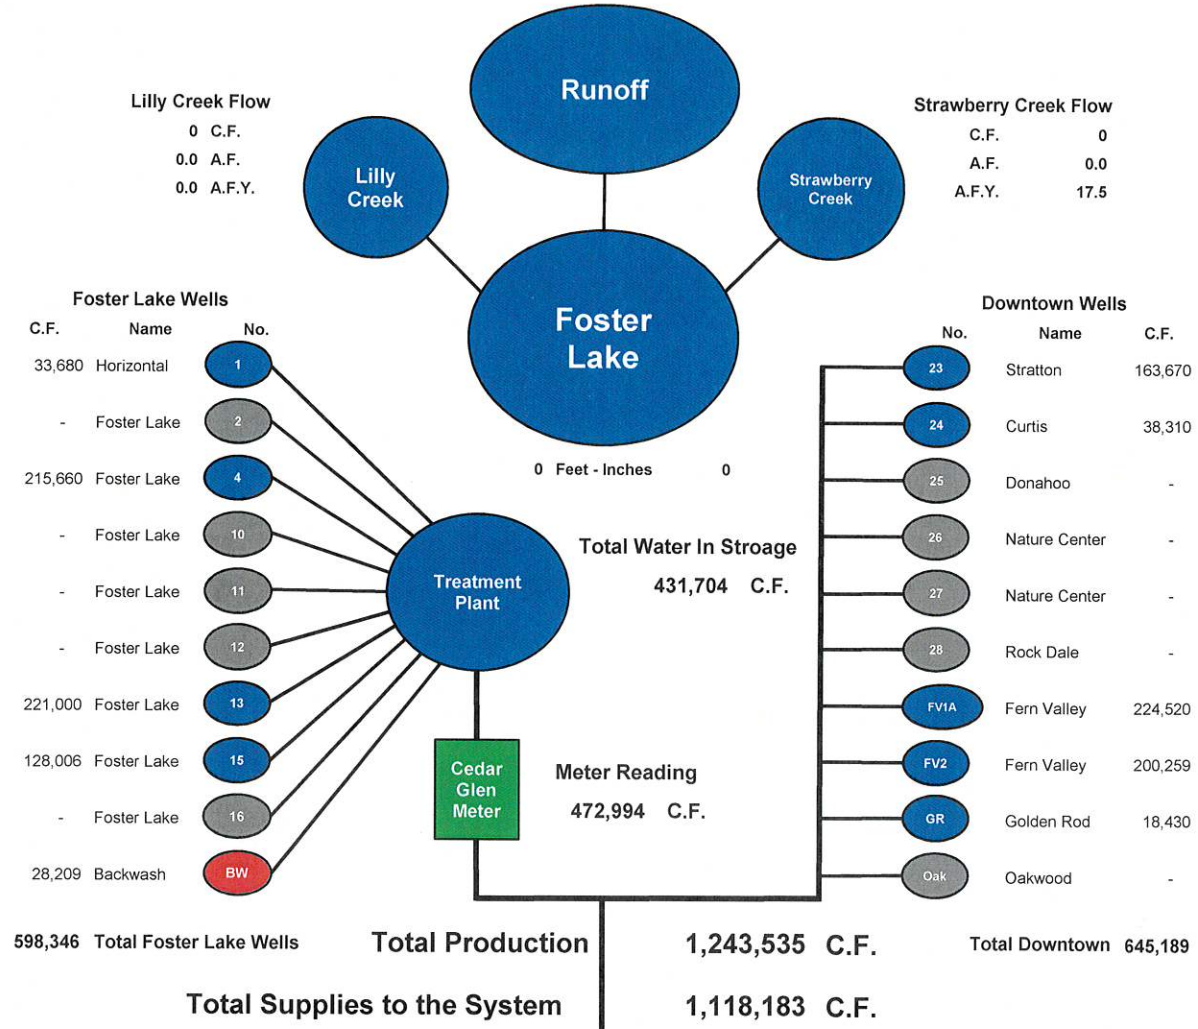 Runoff
Lilly Creek Flow
0 C.F.
0.0 A.F.
0.0 A.F.Y.
Lilly
Creek
Strawberry
Creek
Strawberry Creek Flow
C.F. 0
A.F. 0.0
A.F.Y. 17.5
Foster
Lake
0 Feet - Inches 0
Foster Lake Wells
C.F. Name No.
33,680 Horizontal 1
- Foster Lake 2
215,660 Foster Lake 4
- Foster Lake 10
- Foster Lake 11
- Foster Lake 12
221,000 Foster Lake 13
128,006 Foster Lake 15
- Foster Lake 16
28,209 Backwash BW
598,346 Total Foster Lake Wells
Treatment
Plant
Total Water In Stroage
431,704 C.F.
Cedar
Glen
Meter
Meter Reading
472,994 C.F.
Downtown Wells
No. Name C.F.
23 Stratton 163,670
24 Curtis 38,310
25 Donahoo -
26 Nature Center -
27 Nature Center -
28 Rock Dale -
FV1A Fern Valley 224,520
FV2 Fern Valley 200,259
GR Golden Rod 18,430
Oak Oakwood -
Total Downtown 645,189
Total Production 1,243,535 C.F.
Total Supplies to the System 1,118,183 C.F.